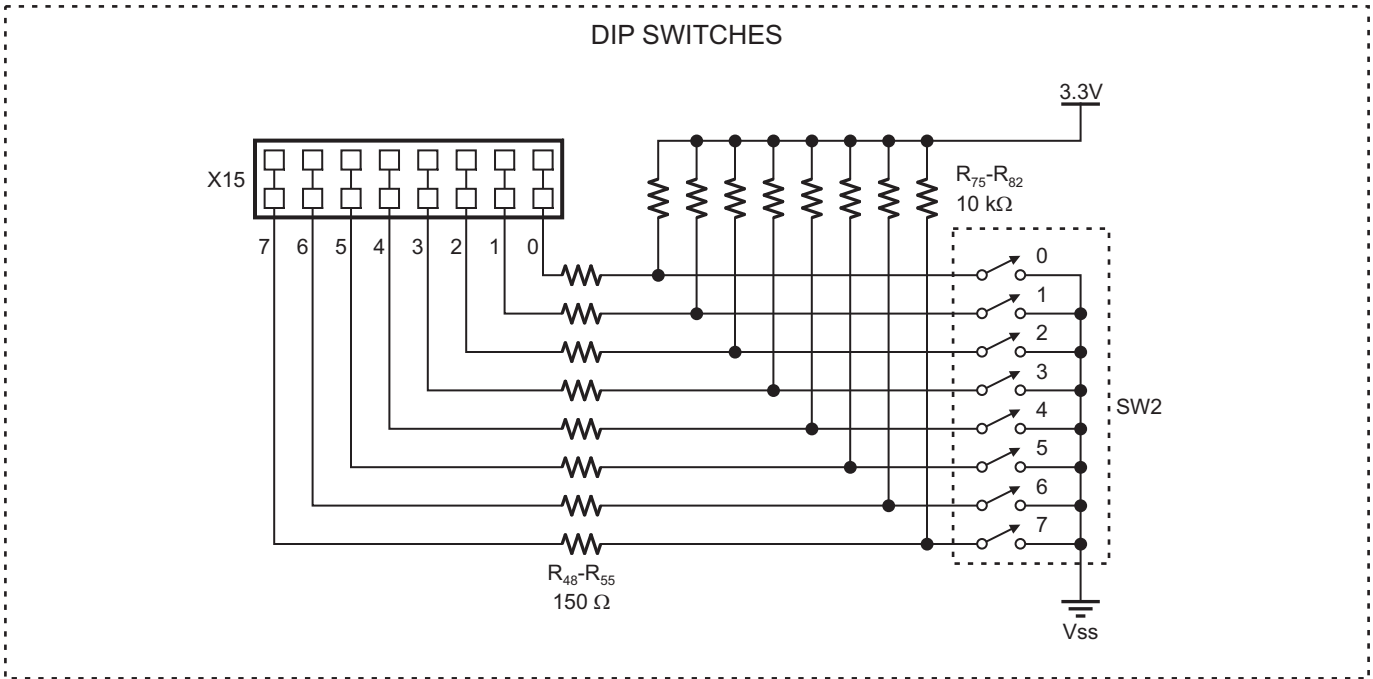 DIP SWITCHES
3.3V
X15
R75-R82
10 kΩ
7 6 5 4 3 2 1 0
0
1
2
3
4
SW2
5
6
7
R48-R55
150 Ω
Vss